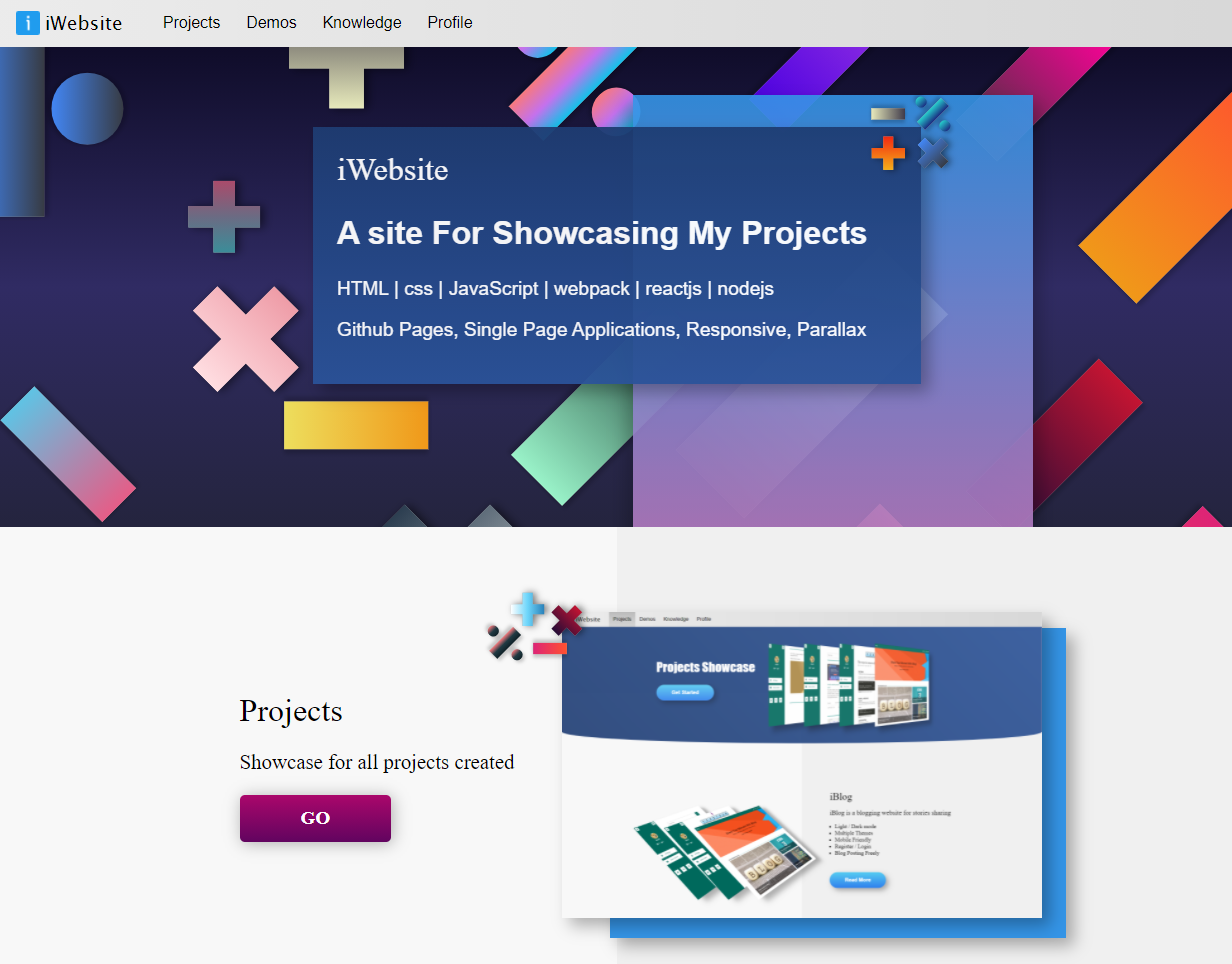 i iWebsite Projects Demos Knowledge Profile
iWebsite
A site For Showcasing My Projects
HTML | css | JavaScript | webpack | reactjs | nodejs
Github Pages, Single Page Applications, Responsive, Parallax
Projects
Showcase for all projects created
GO
Website Projects Demos Knowledge Profile
Projects Showcase
Get Started
iBlog
iBlog is a blogging website for stories sharing
Light / Dark mode
Multiple Themes
Mobile Friendly
Register / Login
Blog Posting Ready
Read More